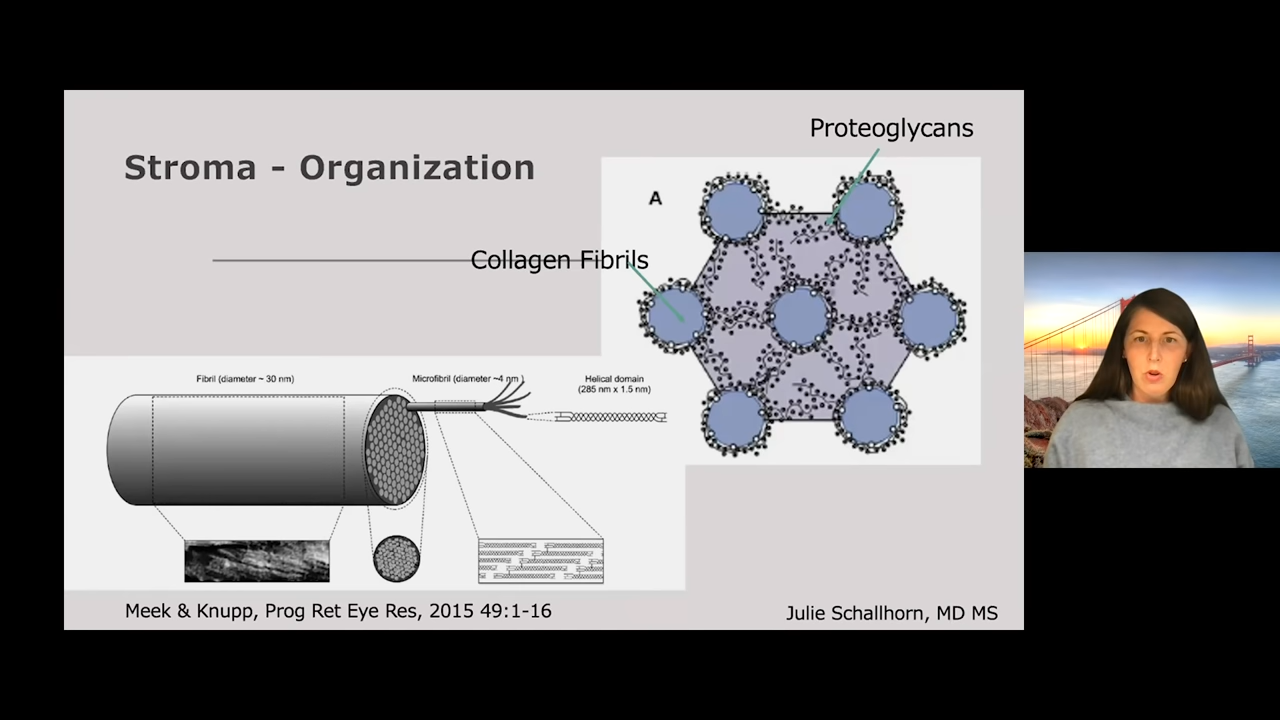 Proteoglycans
Stroma - Organization
A
Collagen Fibrils
Fibril (diameter ~ 30 nm)
Microfibril (diameter ~4 nm )
Helical domain
(285 nm x 1.5 nm)
Meek & Knupp, Prog Ret Eye Res, 2015 49:1-16
Julie Schallhorn, MD MS